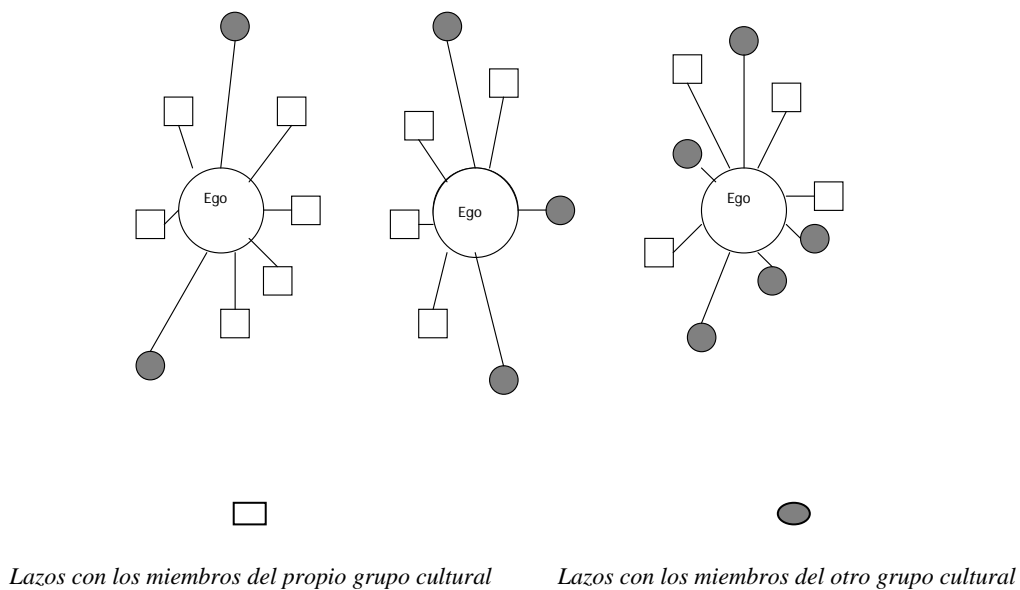 Ego
Ego
Ego
Lazos con los miembros del propio grupo cultural
Lazos con los miembros del otro grupo cultural